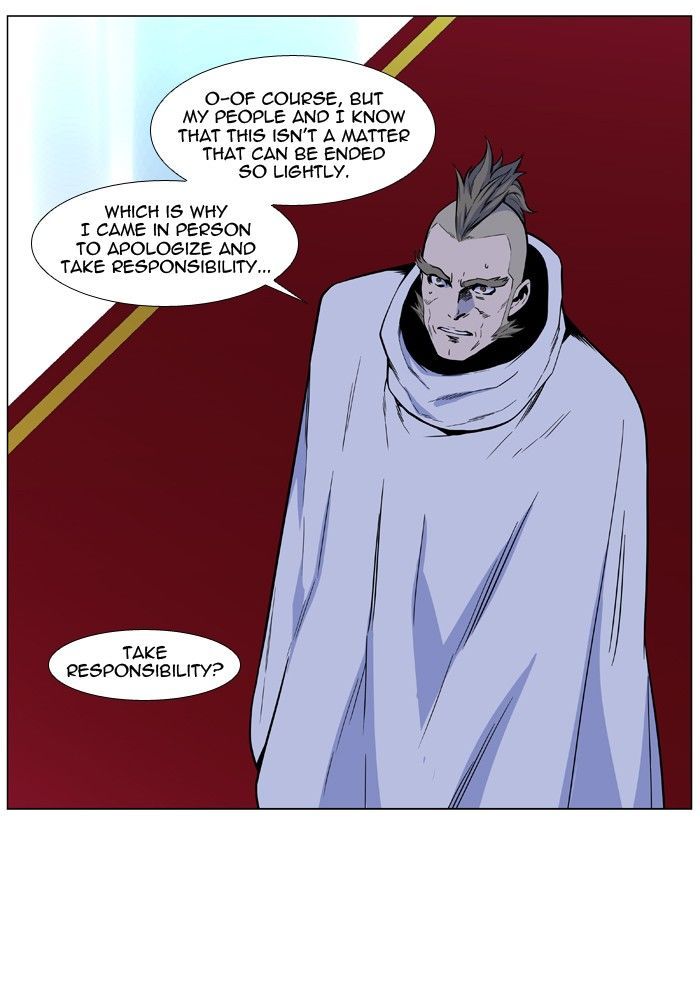 O-OF COURSE, BUT
MY PEOPLE AND I KNOW
THAT THIS ISN'T A MATTER
THAT CAN BE ENDED
SO LIGHTLY.
WHICH IS WHY
I CAME IN PERSON
TO APOLOGIZE AND
TAKE RESPONSIBILITY...
TAKE
RESPONSIBILITY?